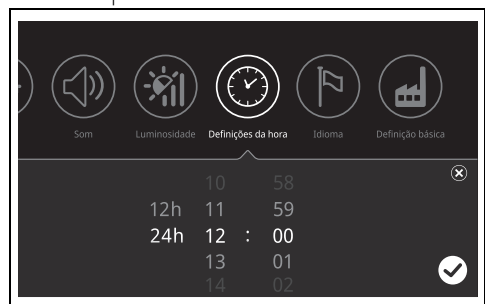 Som Luminosidade Definições da hora Idioma Definição básica
10 58
12h 11 59
24h 12 : 00
13 01
14 02